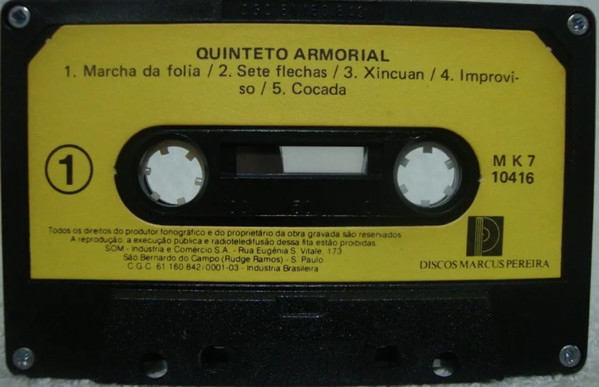 QUINTETO ARMORIAL
1. Marcha da folia / 2. Sete flechas / 3. Xincuan / 4. Improvi-
so / 5. Cocada
1
M K 7
10416
Todos os direitos do produtor fonográfico e do proprietário da obra gravada são reservados
A reprodução, a execução pública e radioteledifusão dessa fita estão proibidas
SOM - Indústria e Comércio S.A. - Rua Eugênia S. Vitale, 173
São Bernardo do Campo (Rudge Ramos) - S. Paulo
C G C 61 160 842/0001-03 - Indústria Brasileira
DISCOS MARCUS PEREIRA